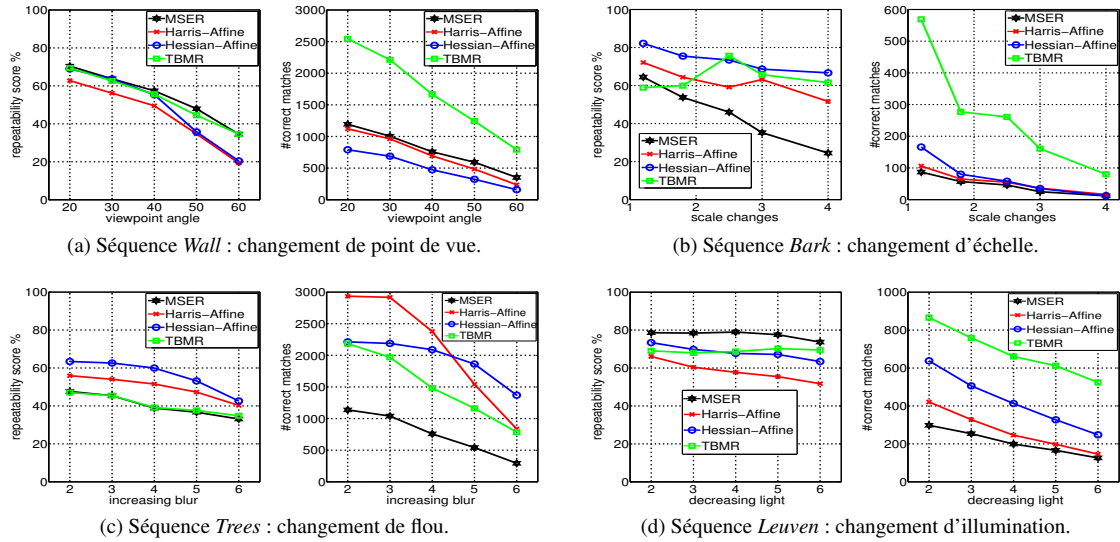 repeatability score %
100
80
60
40
20
0
20 30 40 50 60
viewpoint angle
MSER
Harris−Affine
Hessian−Affine
TBMR
#correct matches
3000
2500
2000
1500
1000
500
0
20 30 40 50 60
viewpoint angle
MSER
Harris−Affine
Hessian−Affine
TBMR
(a) Séquence Wall : changement de point de vue.
repeatability score %
100
80
60
40
20
0
1 2 3 4
scale changes
MSER
Harris−Affine
Hessian−Affine
TBMR
#correct matches
600
500
400
300
200
100
0
1 2 3 4
scale changes
MSER
Harris−Affine
Hessian−Affine
TBMR
(b) Séquence Bark : changement d'échelle.
repeatability score %
100
80
60
40
20
0
2 3 4 5 6
increasing blur
MSER
Harris−Affine
Hessian−Affine
TBMR
#correct matches
3000
2500
2000
1500
1000
500
0
2 3 4 5 6
increasing blur
MSER
Harris−Affine
Hessian−Affine
TBMR
(c) Séquence Trees : changement de flou.
repeatability score %
100
80
60
40
20
0
2 3 4 5 6
decreasing light
MSER
Harris−Affine
Hessian−Affine
TBMR
#correct matches
1000
800
600
400
200
0
2 3 4 5 6
decreasing light
MSER
Harris−Affine
Hessian−Affine
TBMR
(d) Séquence Leuven : changement d'illumination.